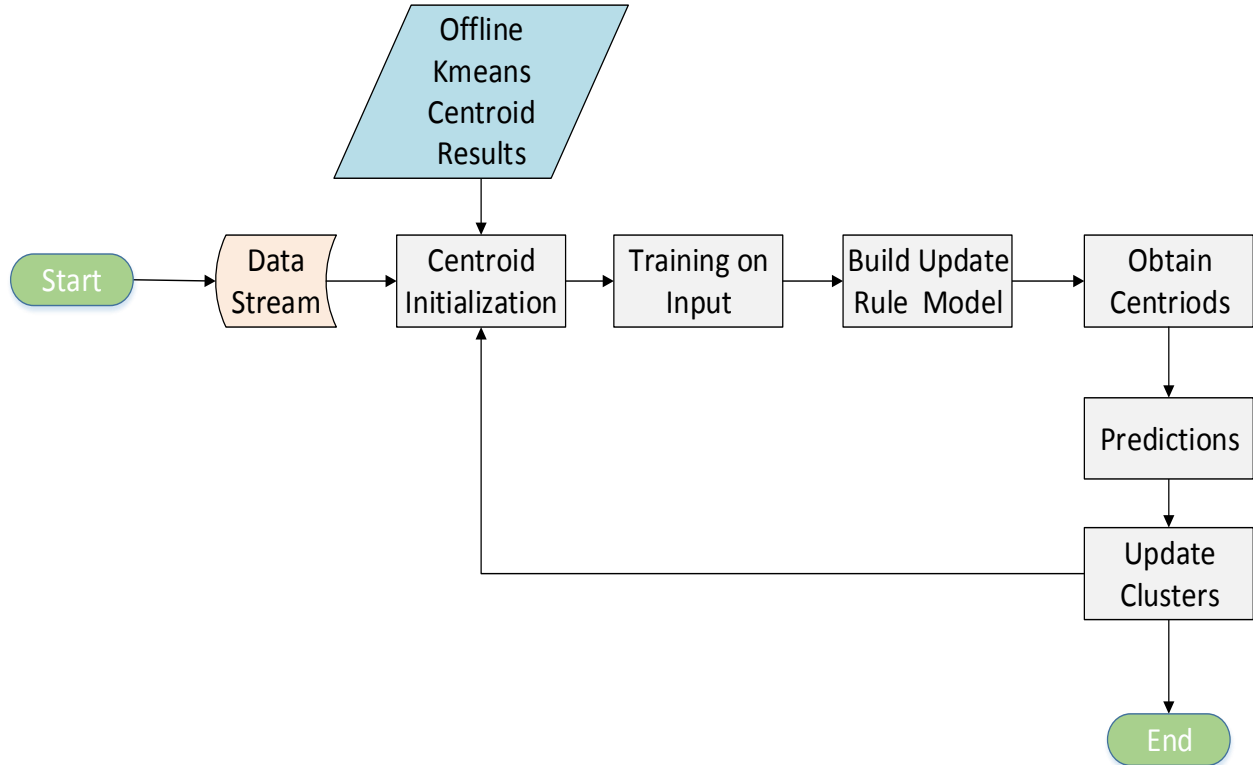 Offline
Kmeans
Centroid
Results
Start
Data
Stream
Centroid
Initialization
Training on
Input
Build Update
Rule Model
Obtain
Centriods
Predictions
Update
Clusters
End